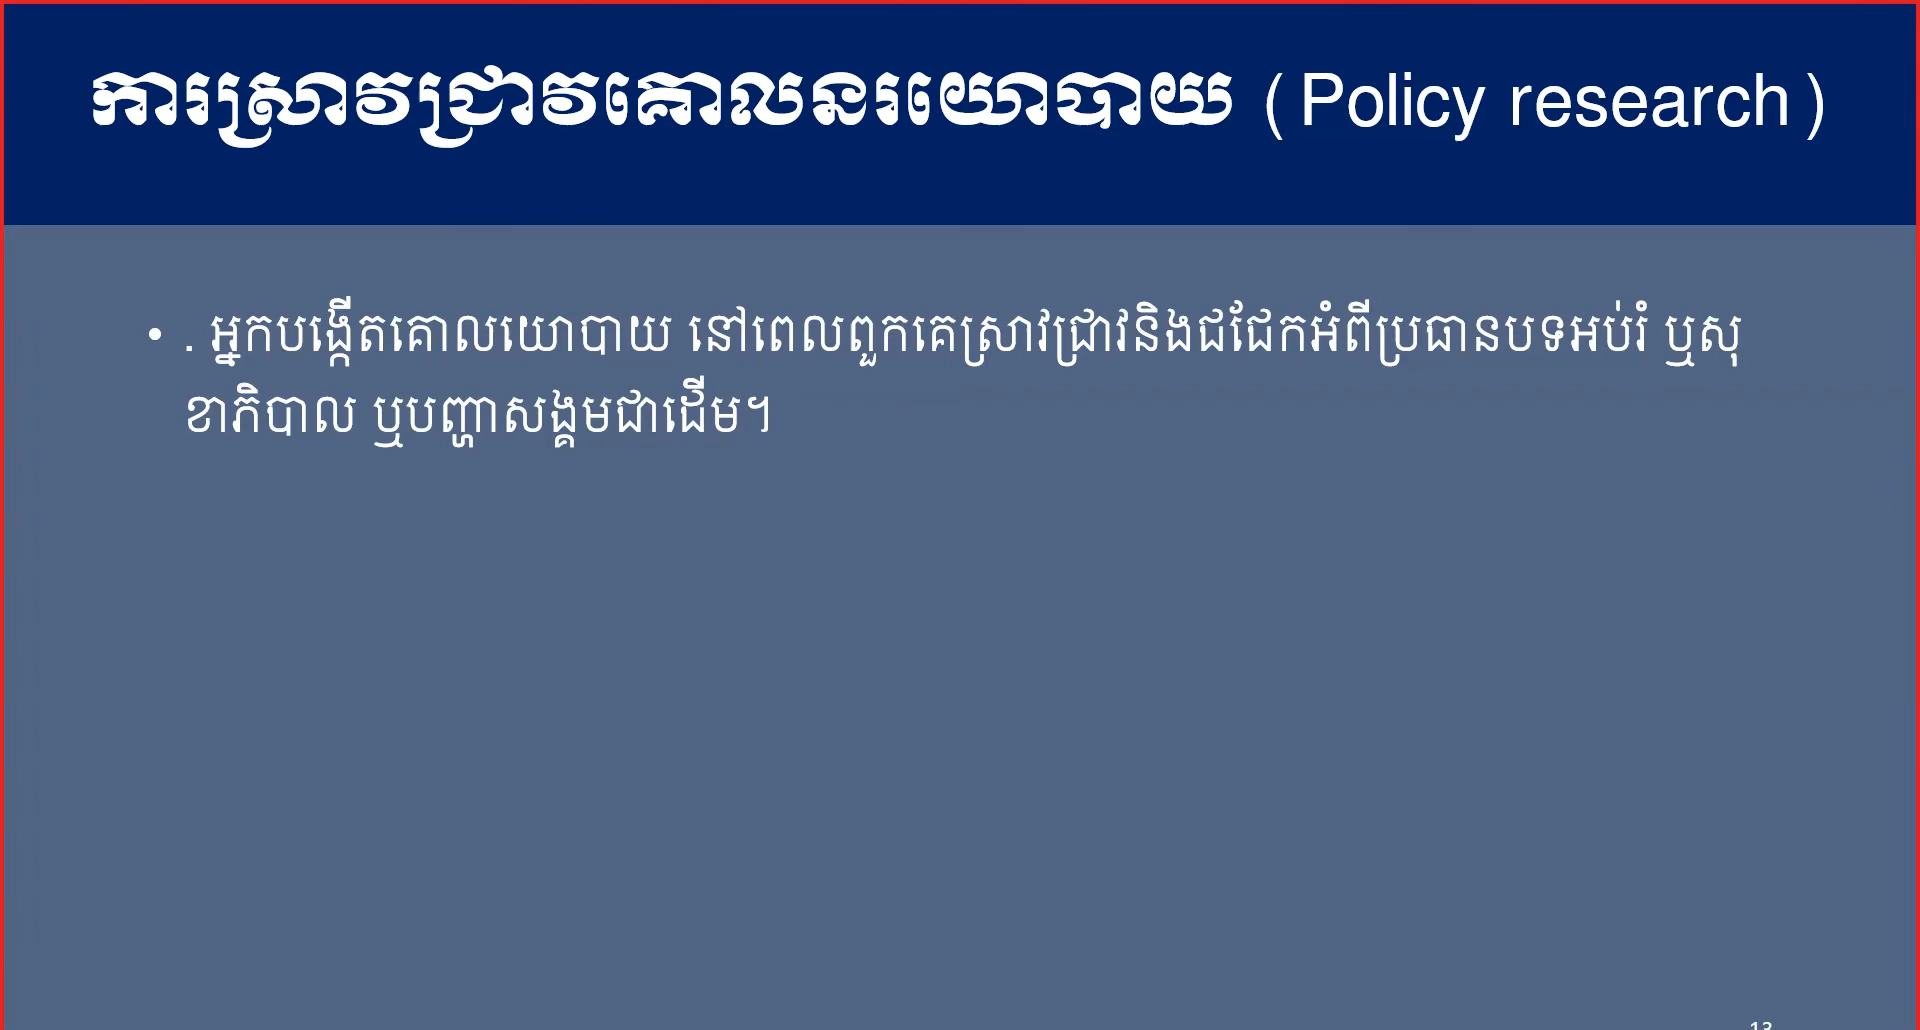 ការស្រាវជ្រាវគោលនរយោបាយ (Policy research)
• . អ្នកបង្កើតគោលយោបាយ នៅពេលពួកគេស្រាវជ្រាវនិងជជែកអំពីប្រធានបទអប់រំ ឬសុ
ខាភិបាល ឬបញ្ហាសង្គមជាដើម។